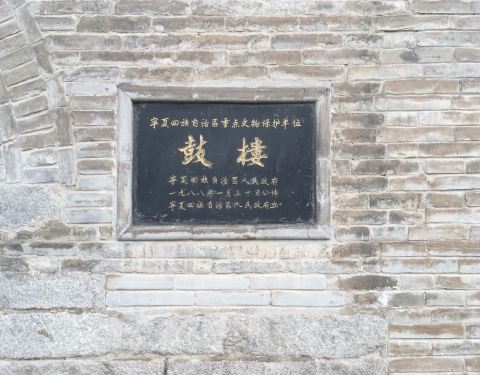 宁夏回族自治区重点文物保护单位
鼓楼
宁夏回族自治区人民政府
一九八八年一月三十日公布
宁夏回族自治区人民政府立